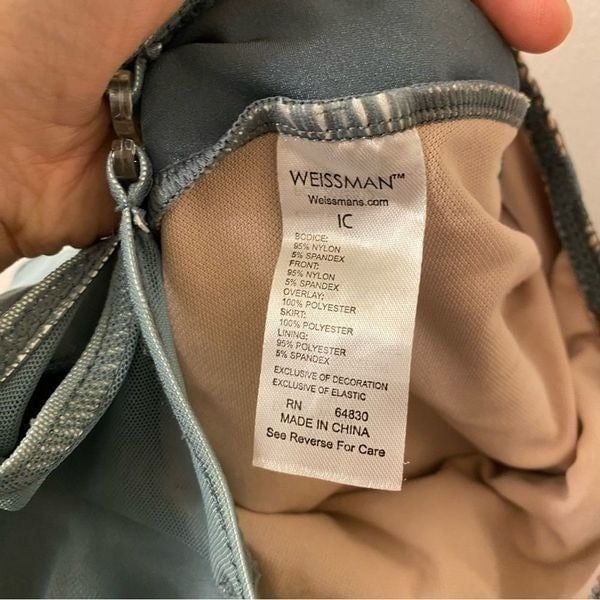 WEISSMAN™
Weissmans.com
IC
BODICE:
95% NYLON
5% SPANDEX
FRONT:
95% NYLON
5% SPANDEX
OVERLAY:
100% POLYESTER
SKIRT:
100% POLYESTER
LINING:
95% POLYESTER
5% SPANDEX
EXCLUSIVE OF DECORATION
EXCLUSIVE OF ELASTIC
RN 64830
MADE IN CHINA
See Reverse For Care